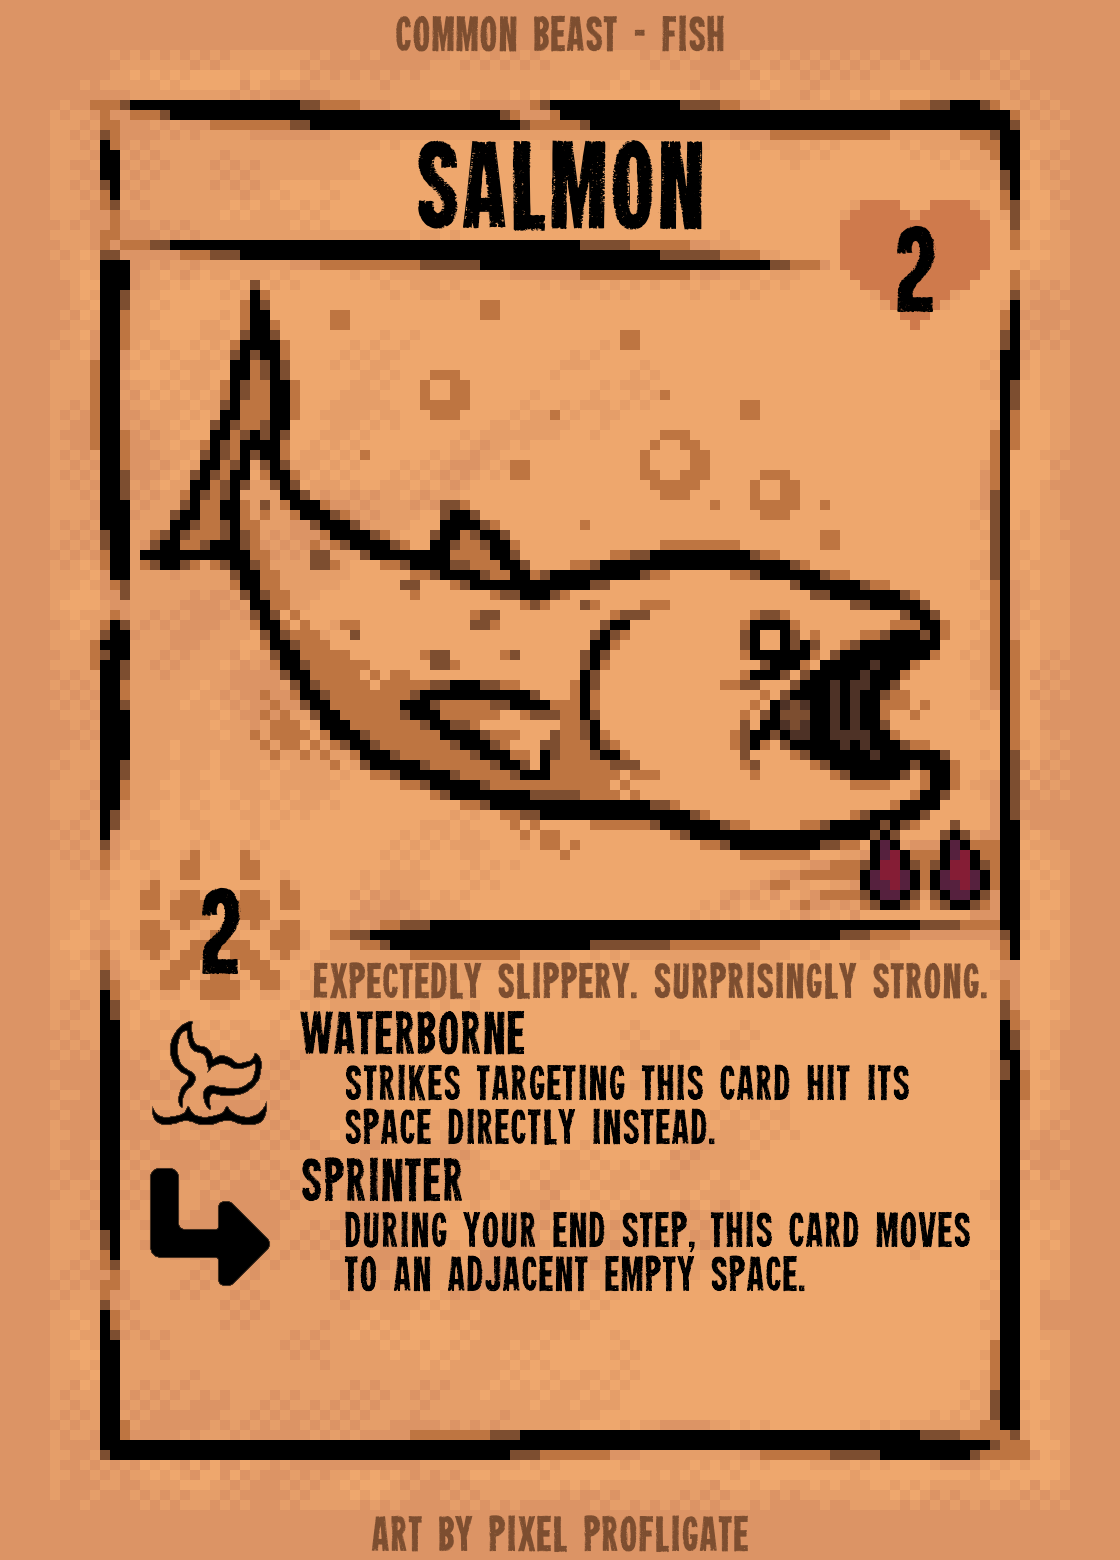 COMMON BEAST - FISH
SALMON
2
2
EXPECTEDLY SLIPPERY. SURPRISINGLY STRONG.
WATERBORNE
STRIKES TARGETING THIS CARD HIT ITS
SPACE DIRECTLY INSTEAD.
SPRINTER
DURING YOUR END STEP, THIS CARD MOVES
TO AN ADJACENT EMPTY SPACE.
ART BY PIXEL PROFLIGATE